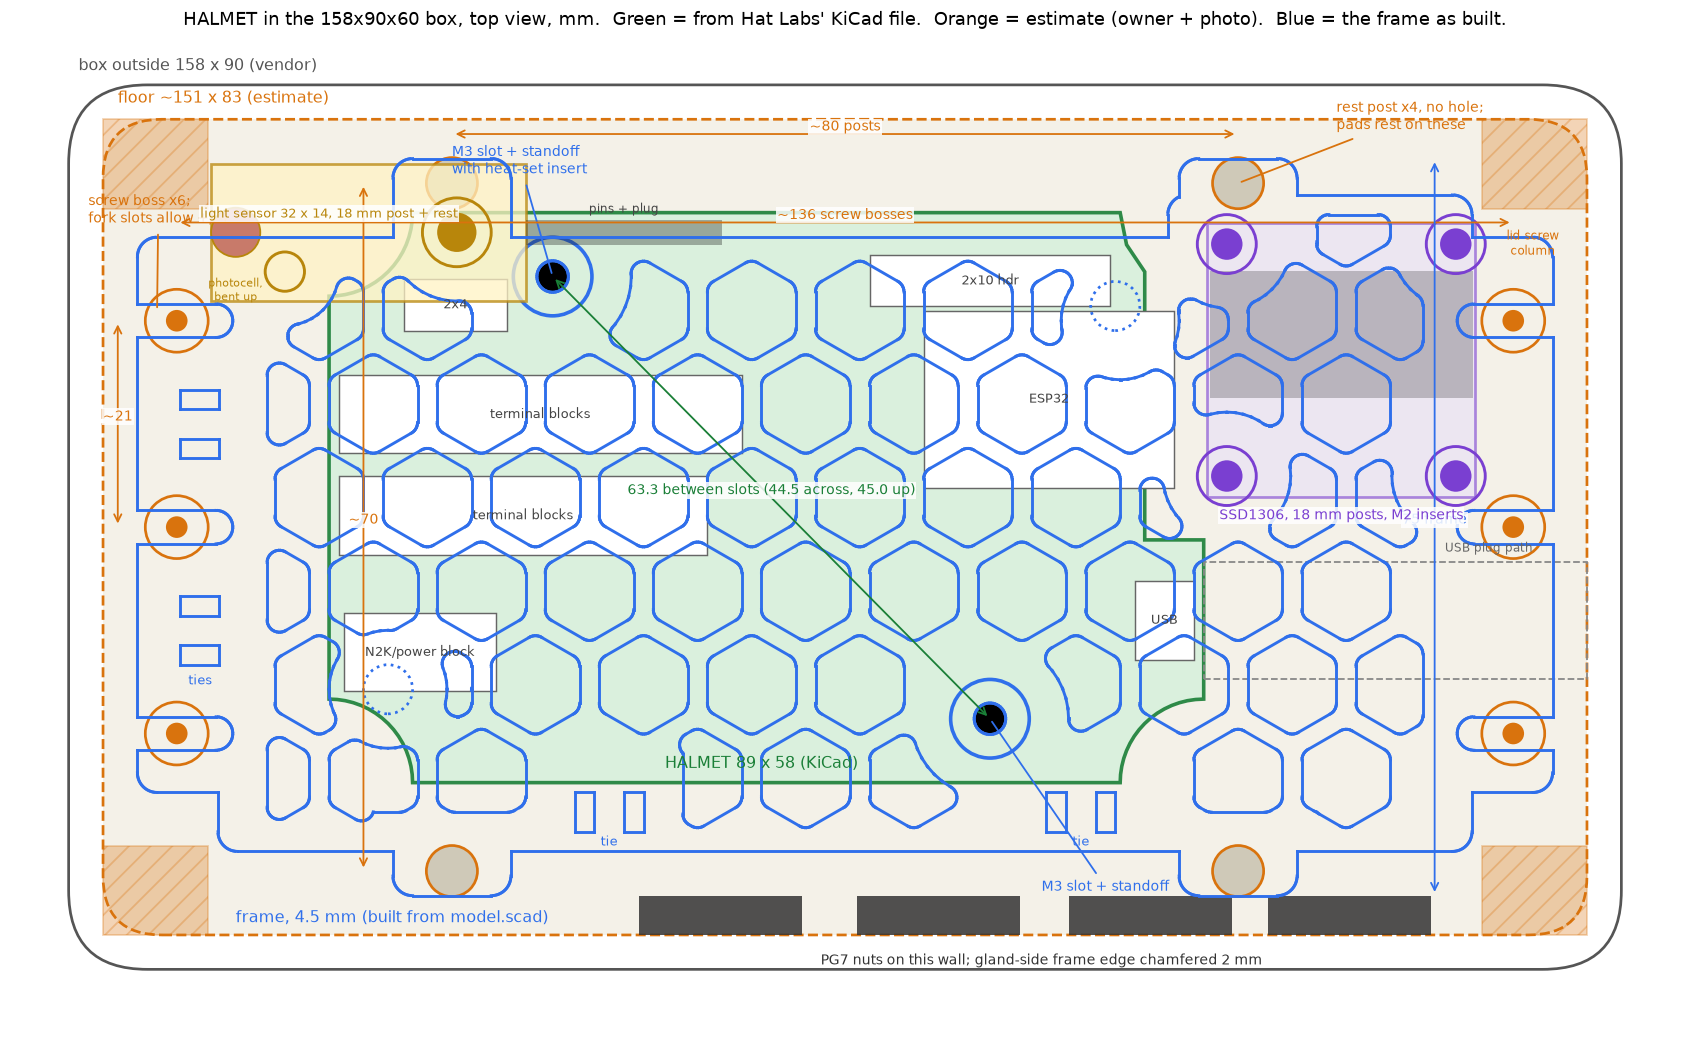 HALMET in the 158x90x60 box, top view, mm.  Green = from Hat Labs' KiCad file.  Orange = estimate (owner + photo).  Blue = the frame as built.
box outside 158 x 90 (vendor)
floor ~151 x 83 (estimate)
rest post x4, no hole;
pads rest on these
~80 posts
M3 slot + standoff
with heat-set insert
screw boss x6;
fork slots allow
light sensor 32 x 14, 18 mm post + rest
pins + plug
~136 screw bosses
lid screw
column
photocell,
bent up
2x4
2x10 hdr
ESP32
~21
terminal blocks
63.3 between slots (44.5 across, 45.0 up)
terminal blocks
~70
SSD1306, 18 mm posts, M2 inserts
USB plug path
USB
N2K/power block
ties
HALMET 89 x 58 (KiCad)
tie
tie
M3 slot + standoff
frame, 4.5 mm (built from model.scad)
PG7 nuts on this wall; gland-side frame edge chamfered 2 mm